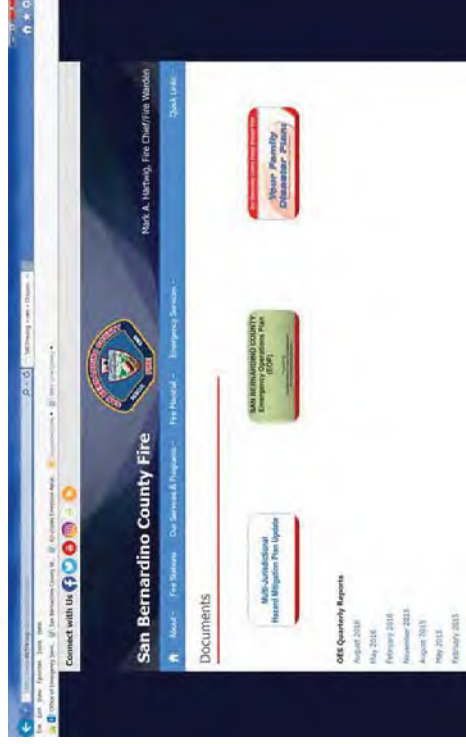 Connect with Us
San Bernardino County Fire
Mark A. Hartwig, Fire Chief/Fire Warden
About
Fire Stations
Our Services & Programs
Fire Marshal
Emergency Services
Quick Links
Documents
Multi-Jurisdictional
Hazard Mitigation Plan Update
SAN BERNARDINO COUNTY
Emergency Operations Plan
(EOP)
Your Family
Disaster Plan
OES Quarterly Reports
August 2016
May 2016
February 2016
November 2015
August 2015
May 2015
February 2015